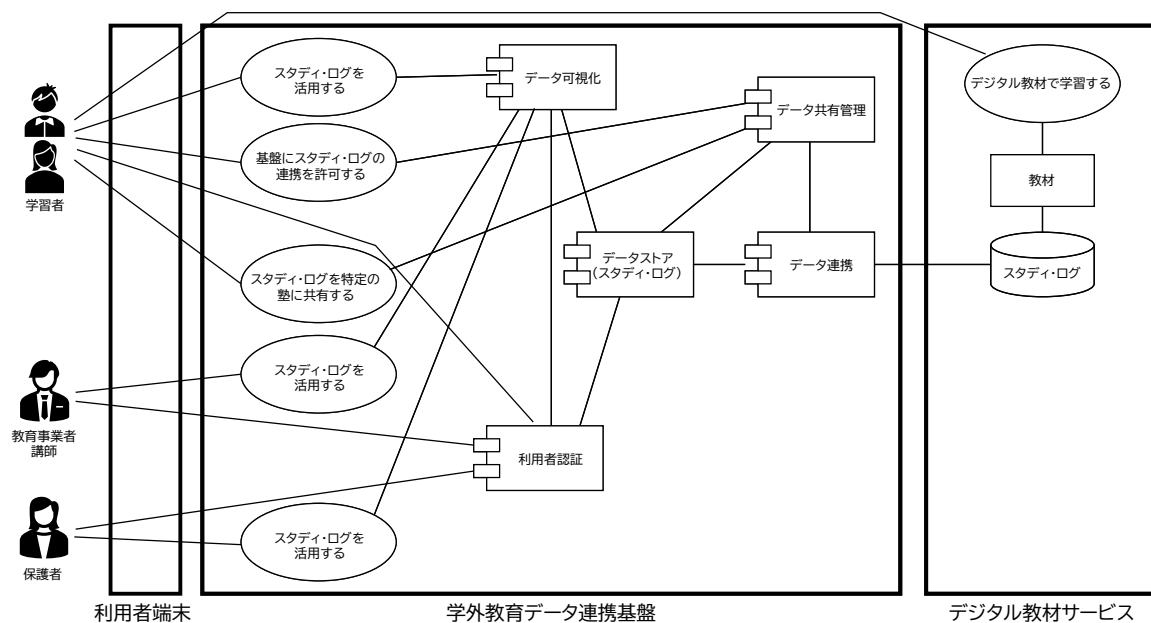 スタディ・ログを
活用する
データ可視化
デジタル教材で学習する
データ共有管理
基盤にスタディ・ログの
連携を許可する
教材
学習者
スタディ・ログを特定の
塾に共有する
データストア
（スタディ・ログ）
データ連携
スタディ・ログ
スタディ・ログを
活用する
教育事業者
講師
利用者認証
スタディ・ログを
活用する
保護者
利用者端末
学外教育データ連携基盤
デジタル教材サービス